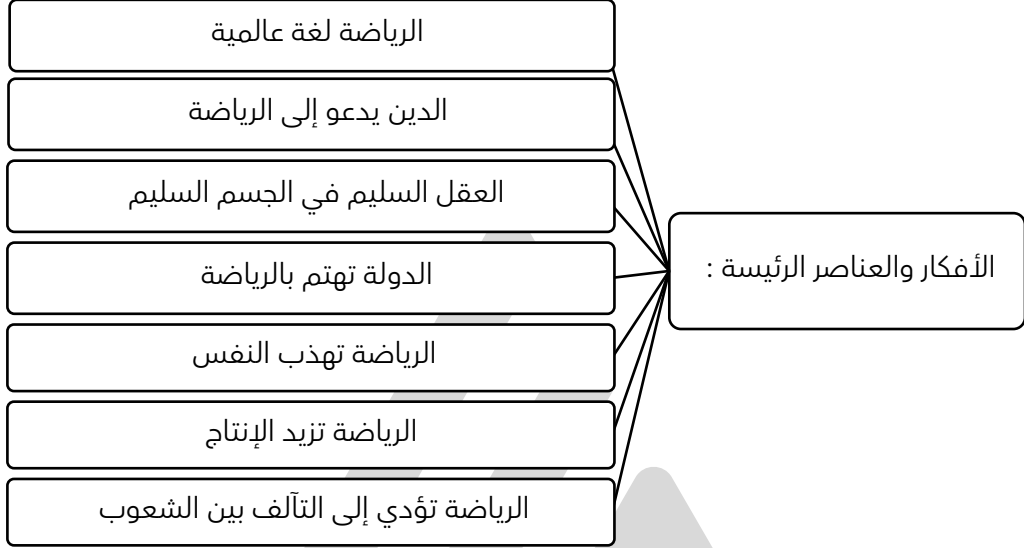 الأفكار والعناصر الرئيسة :
الرياضة لغة عالمية
الدين يدعو إلى الرياضة
العقل السليم في الجسم السليم
الدولة تهتم بالرياضة
الرياضة تهذب النفس
الرياضة تزيد الإنتاج
الرياضة تؤدي إلى التآلف بين الشعوب